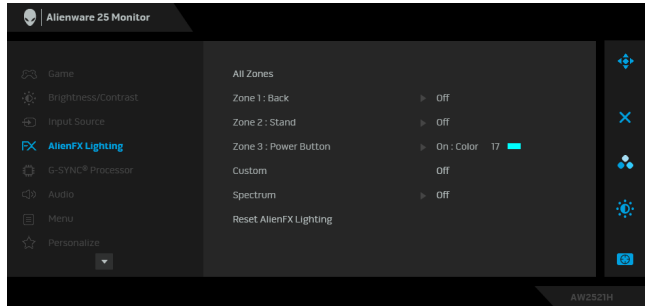 Alienware 25 Monitor
Game
Brightness/Contrast
Input Source
FX AlienFX Lighting
G-SYNC® Processor
Audio
Menu
Personalize
All Zones
Zone 1 : Back Off
Zone 2 : Stand Off
Zone 3 : Power Button On : Color 17
Custom Off
Spectrum Off
Reset AlienFX Lighting
AW2521H